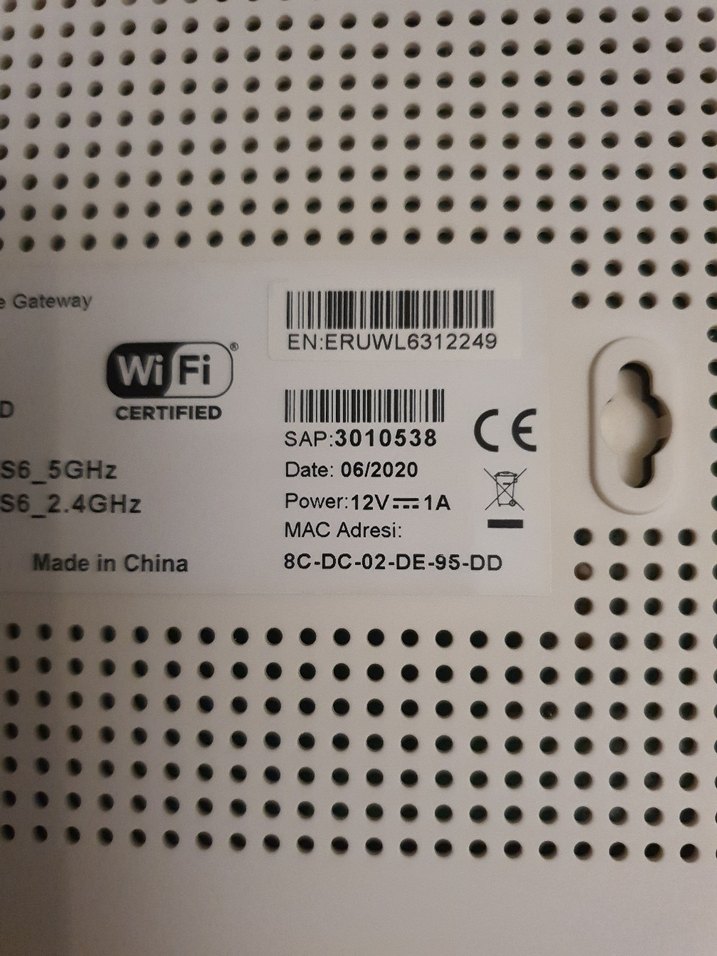 e Gateway
EN:ERUWL6312249
WiFi®
CERTIFIED
D
SAP:3010538
CE
S6_5GHz
Date: 06/2020
S6_2.4GHz
Power:12V 1A
MAC Adresi:
Made in China
8C-DC-02-DE-95-DD